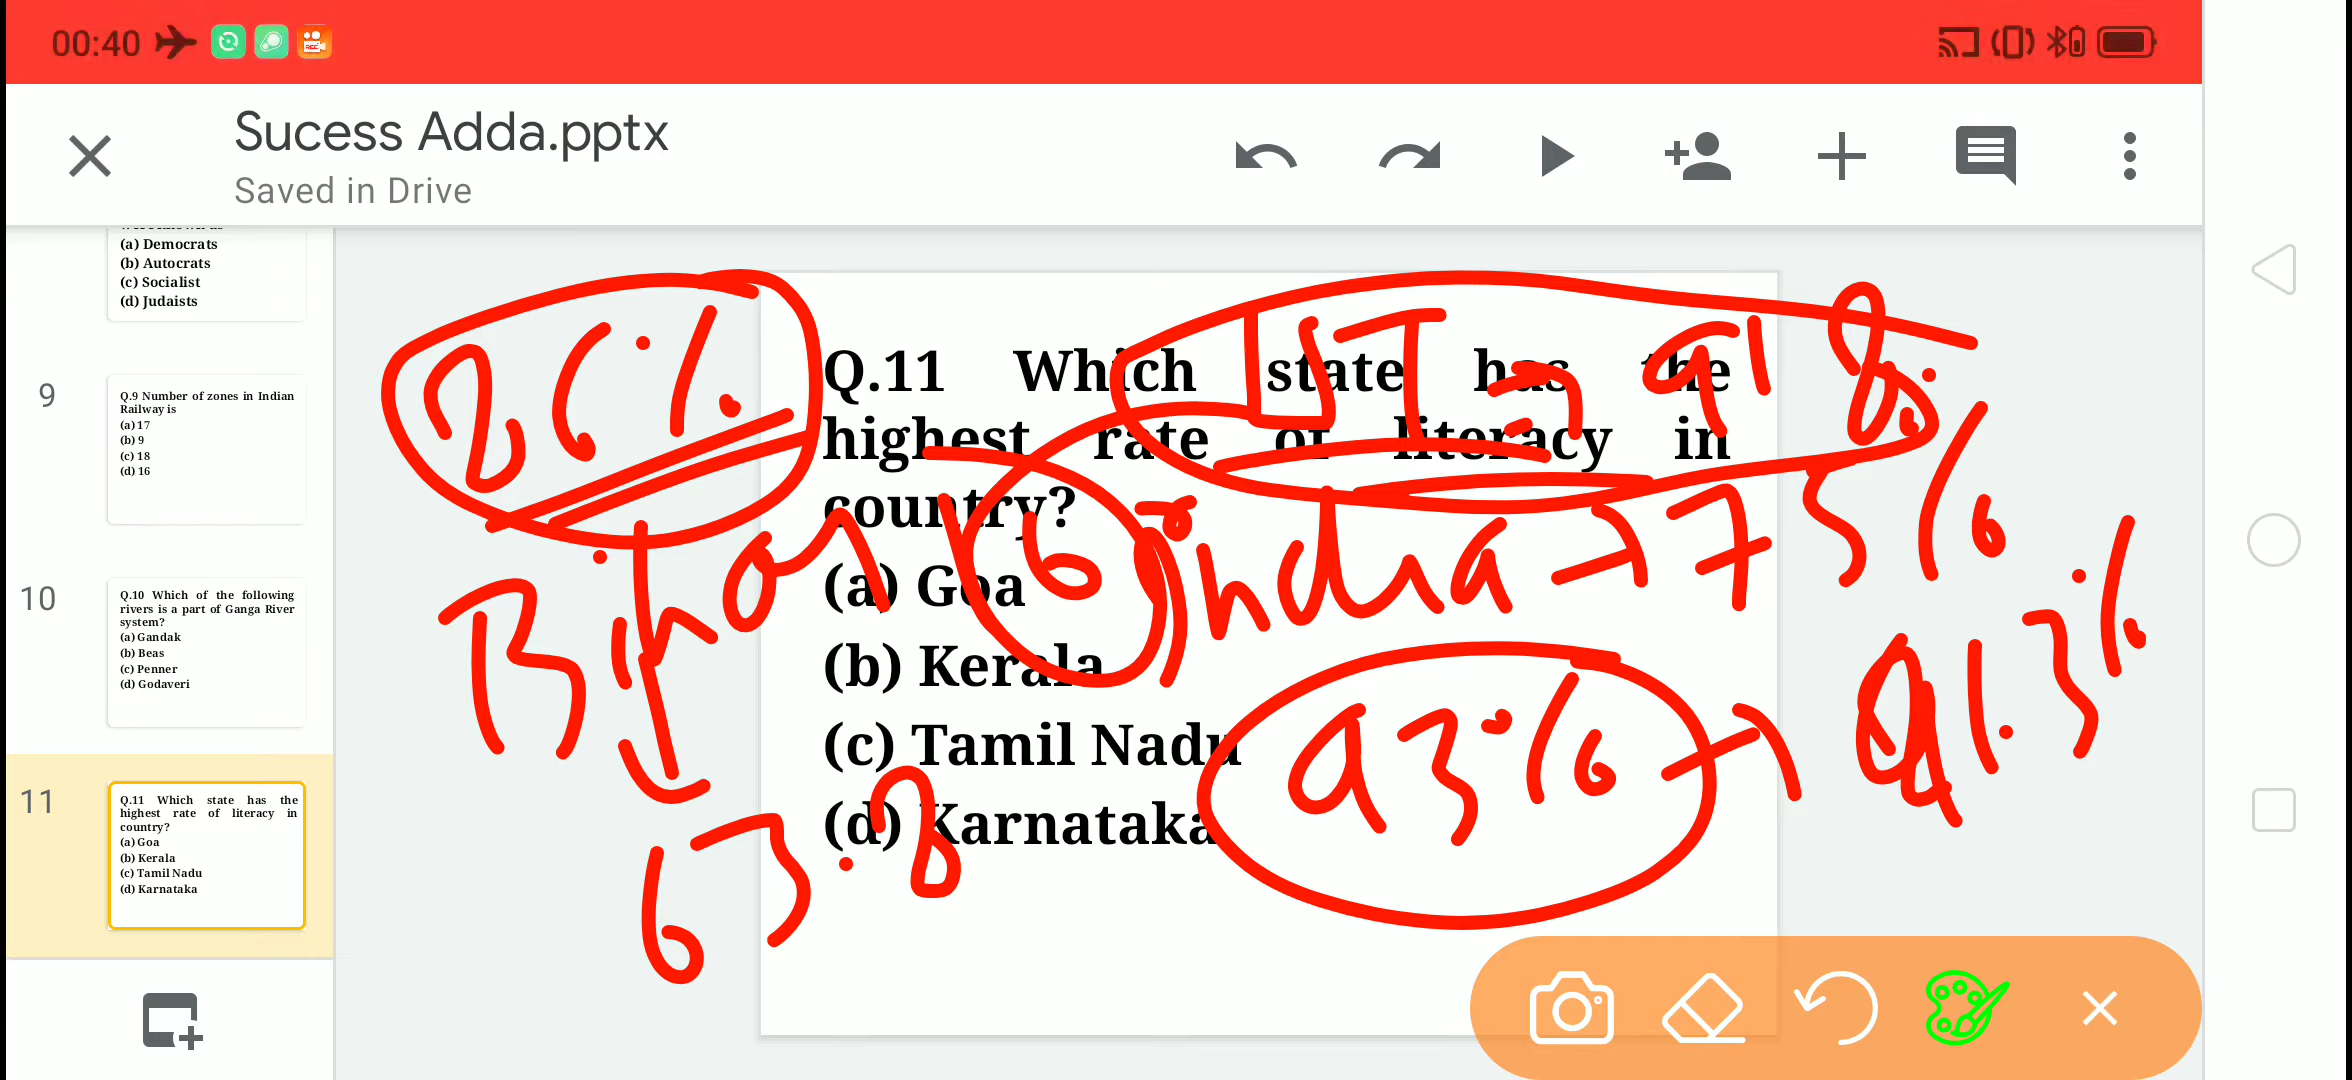 00:40
Sucess Adda.pptx
Saved in Drive
(a) Democrats
(b) Autocrats
(c) Socialist
(d) Judaists
9
Q.9 Number of zones in Indian
Railway is
(a) 17
(b) 9
(c) 18
(d) 16
10
Q.10 Which of the following
rivers is a part of Ganga River
system?
(a) Gandak
(b) Beas
(c) Penner
(d) Godaveri
11
Q.11 Which state has the
highest rate of literacy in
country?
(a) Goa
(b) Kerala
(c) Tamil Nadu
(d) Karnataka
Q.11 Which state has the
highest rate of literacy in
country?
(a) Goa
(b) Kerala
(c) Tamil Nadu
(d) Karnataka
Bihar
63.8
india → 75%
93% → 91.3%